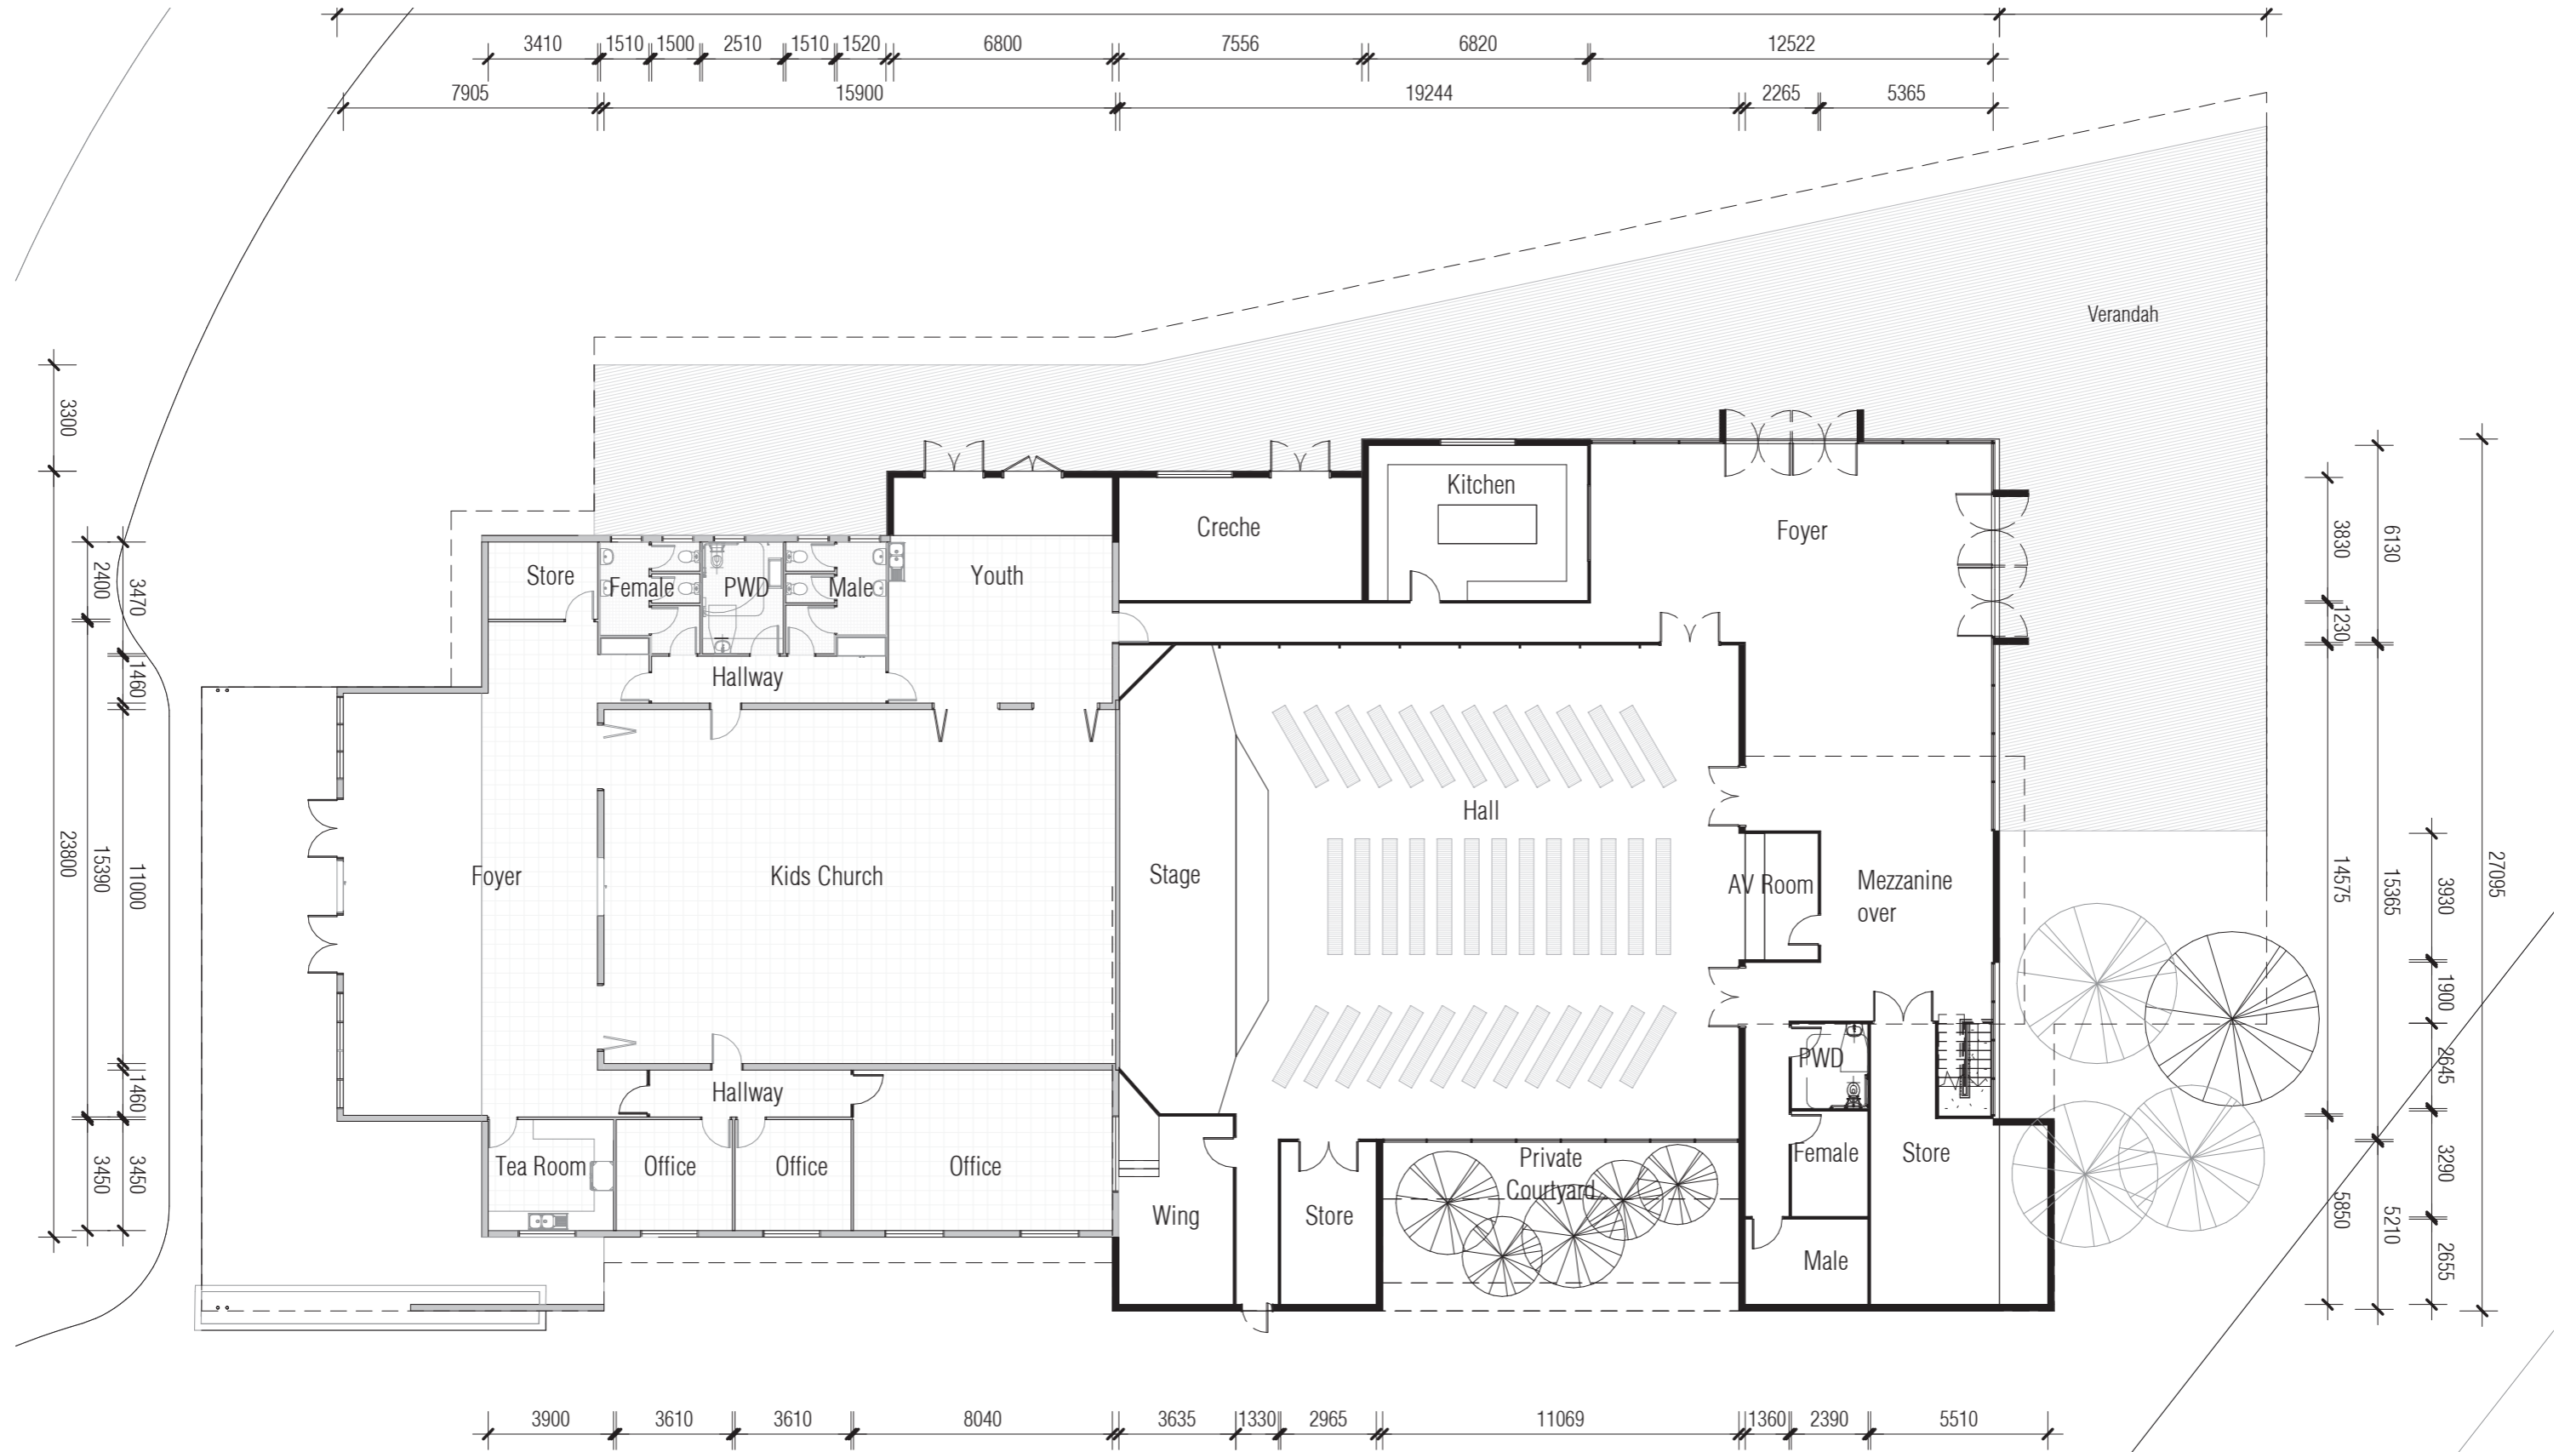 3410 1510 1500 2510 1510 1520 6800 7556 6820 12522
7905 15900 19244 2265 5365
Verandah
3300
23800
2400
15390
3450
3470
1460
11000
1460
3450
Kitchen
Creche
Foyer
Store
Female
PWD
Male
Youth
Hallway
Hall
Foyer
Kids Church
Stage
AV Room
Mezzanine
over
PWD
Hallway
Tea Room
Office
Office
Office
Wing
Store
Private
Courtyard
Female
Store
Male
3830
1230
14575
5850
6130
15365
5210
3930
1900
2645
3290
2655
27095
3900 3610 3610 8040 3635 1330 2965 11069 1360 2390 5510